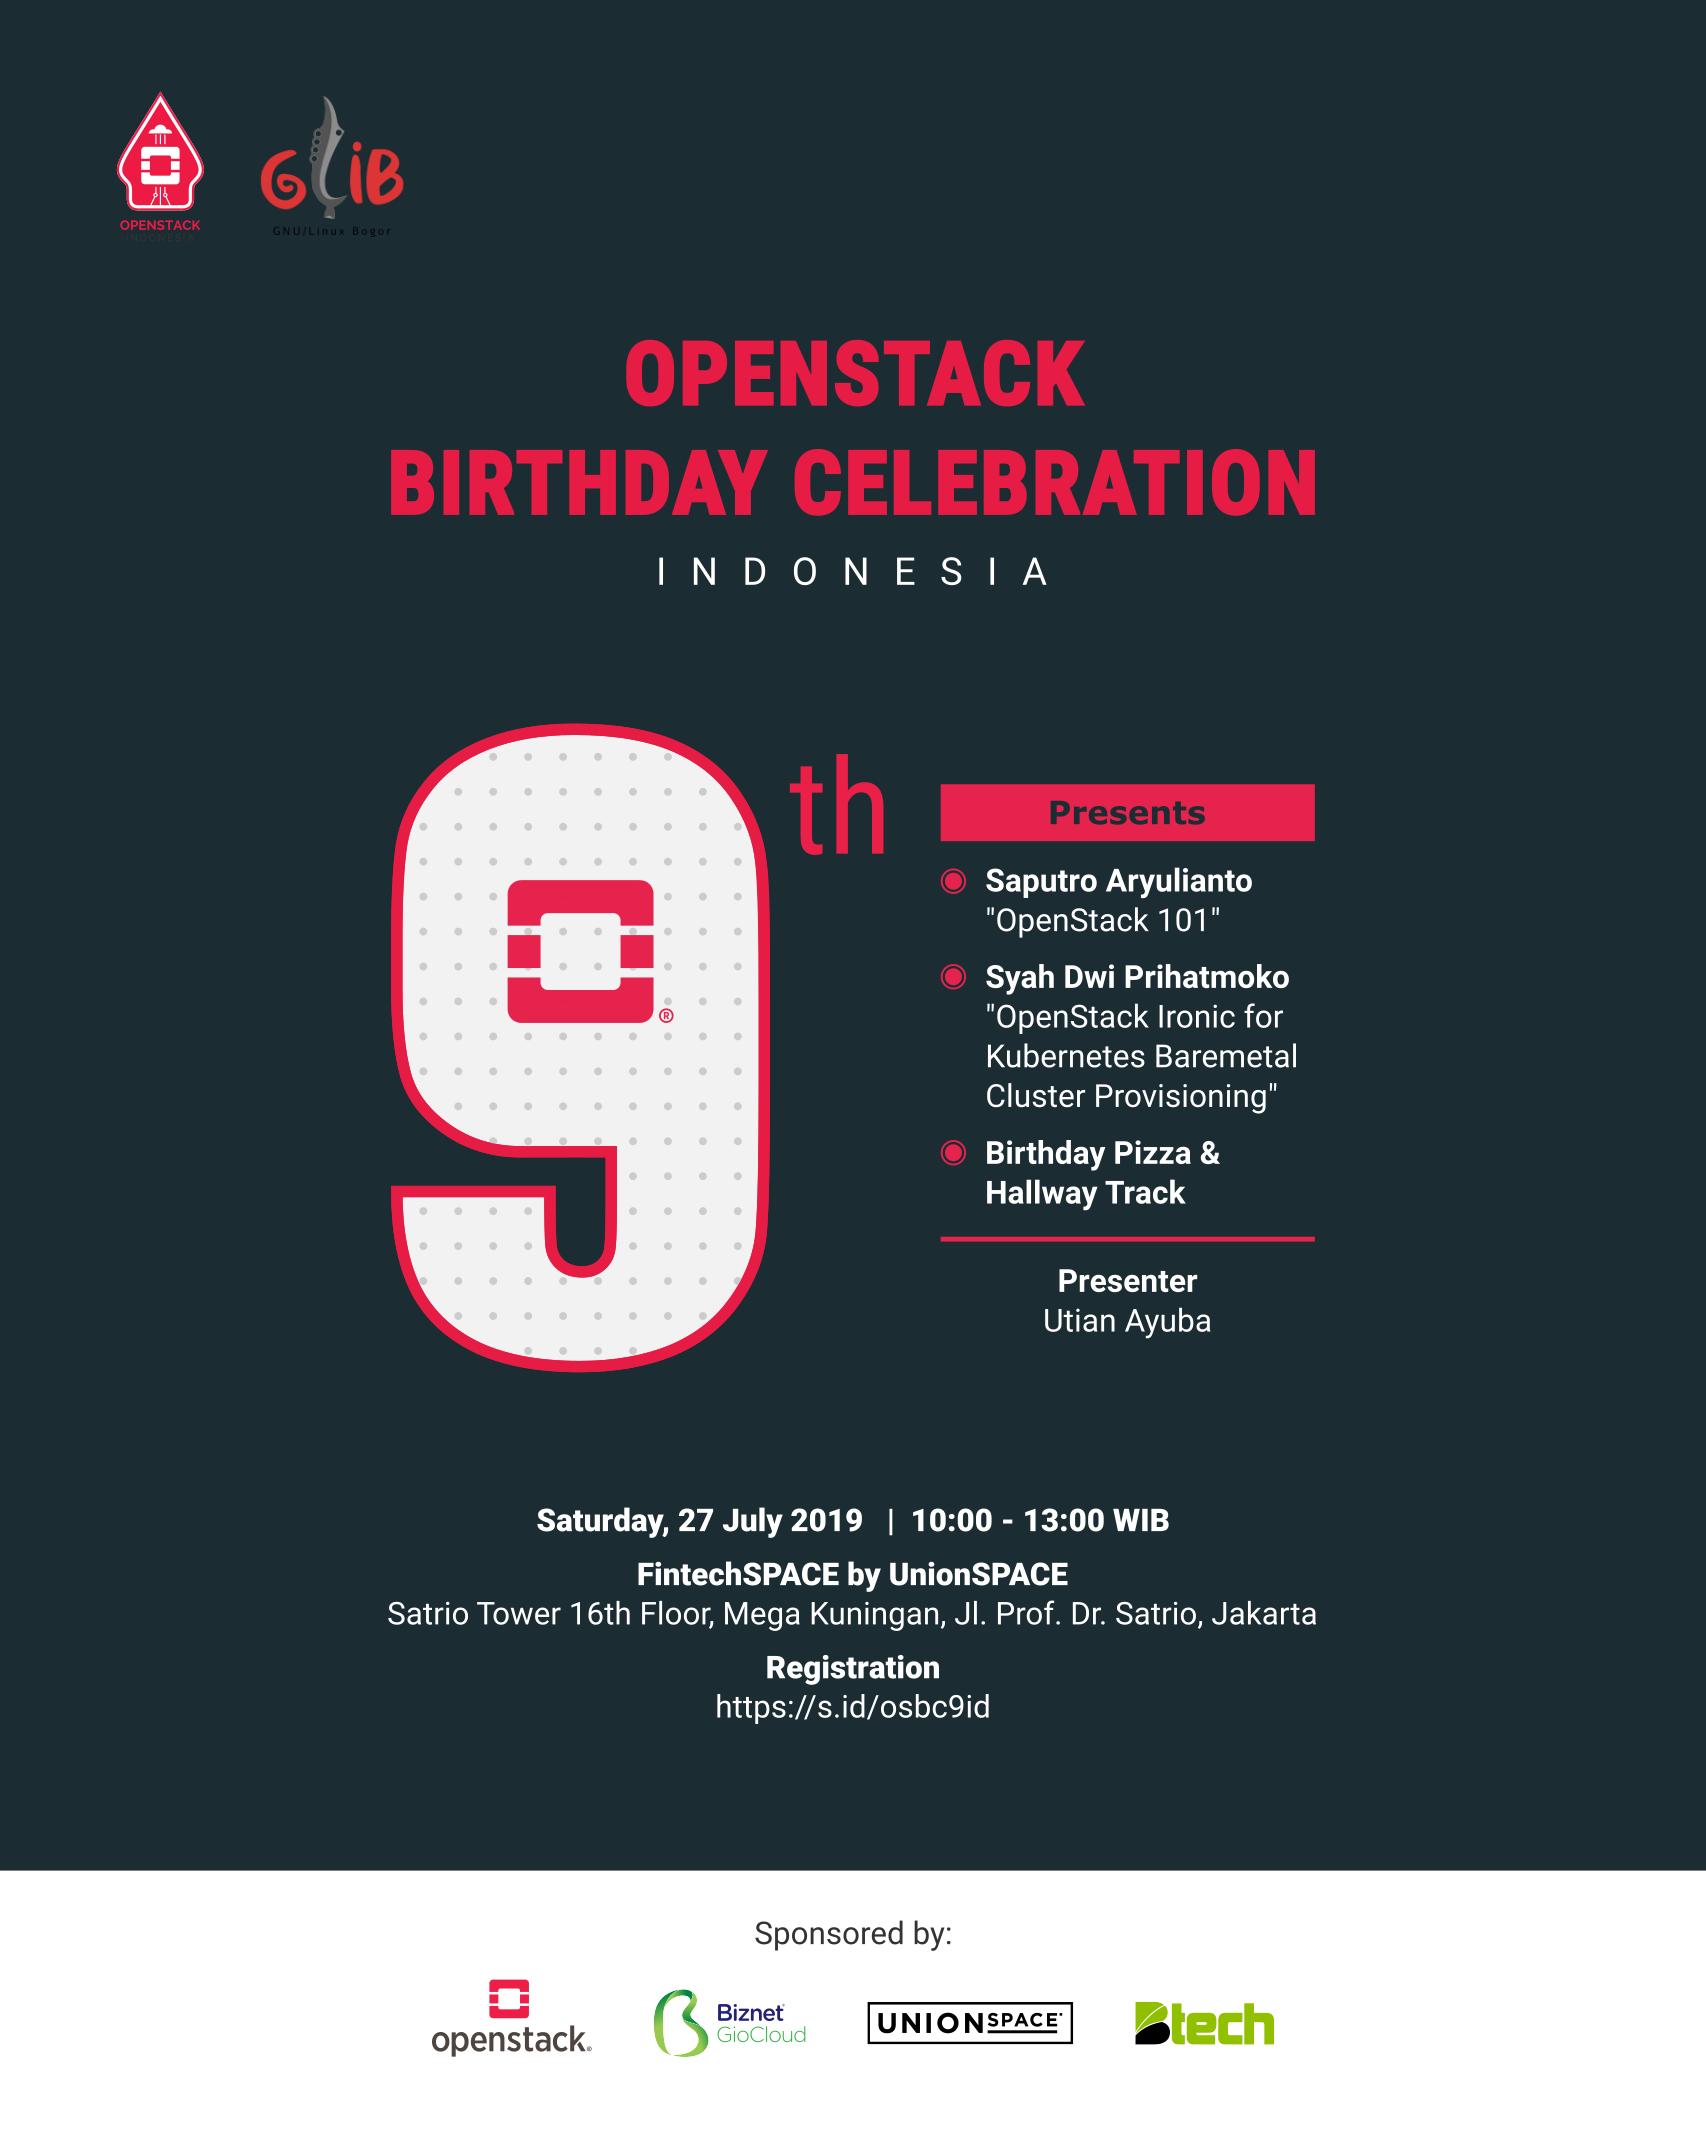 OPENSTACK
INDONESIA
GLiB
GNU/Linux Bogor
OPENSTACK
BIRTHDAY CELEBRATION
INDONESIA
9th
®
Presents
Saputro Aryulianto
"OpenStack 101"
Syah Dwi Prihatmoko
"OpenStack Ironic for
Kubernetes Baremetal
Cluster Provisioning"
Birthday Pizza &
Hallway Track
Presenter
Utian Ayuba
Saturday, 27 July 2019 | 10:00 - 13:00 WIB
FintechSPACE by UnionSPACE
Satrio Tower 16th Floor, Mega Kuningan, Jl. Prof. Dr. Satrio, Jakarta
Registration
https://s.id/osbc9id
Sponsored by:
openstack®
Biznet
GioCloud
UNIONSPACE
Btech